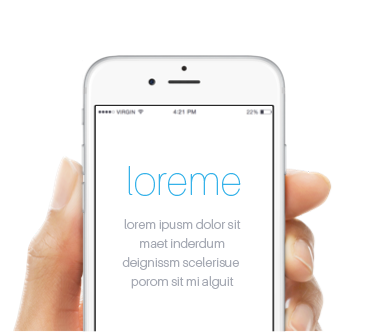 ●●●●○ VIRGIN 4:21 PM 22%
loreme
lorem ipusm dolor sit
maet inderdum
deignissm scelerisue
porom sit mi alguit